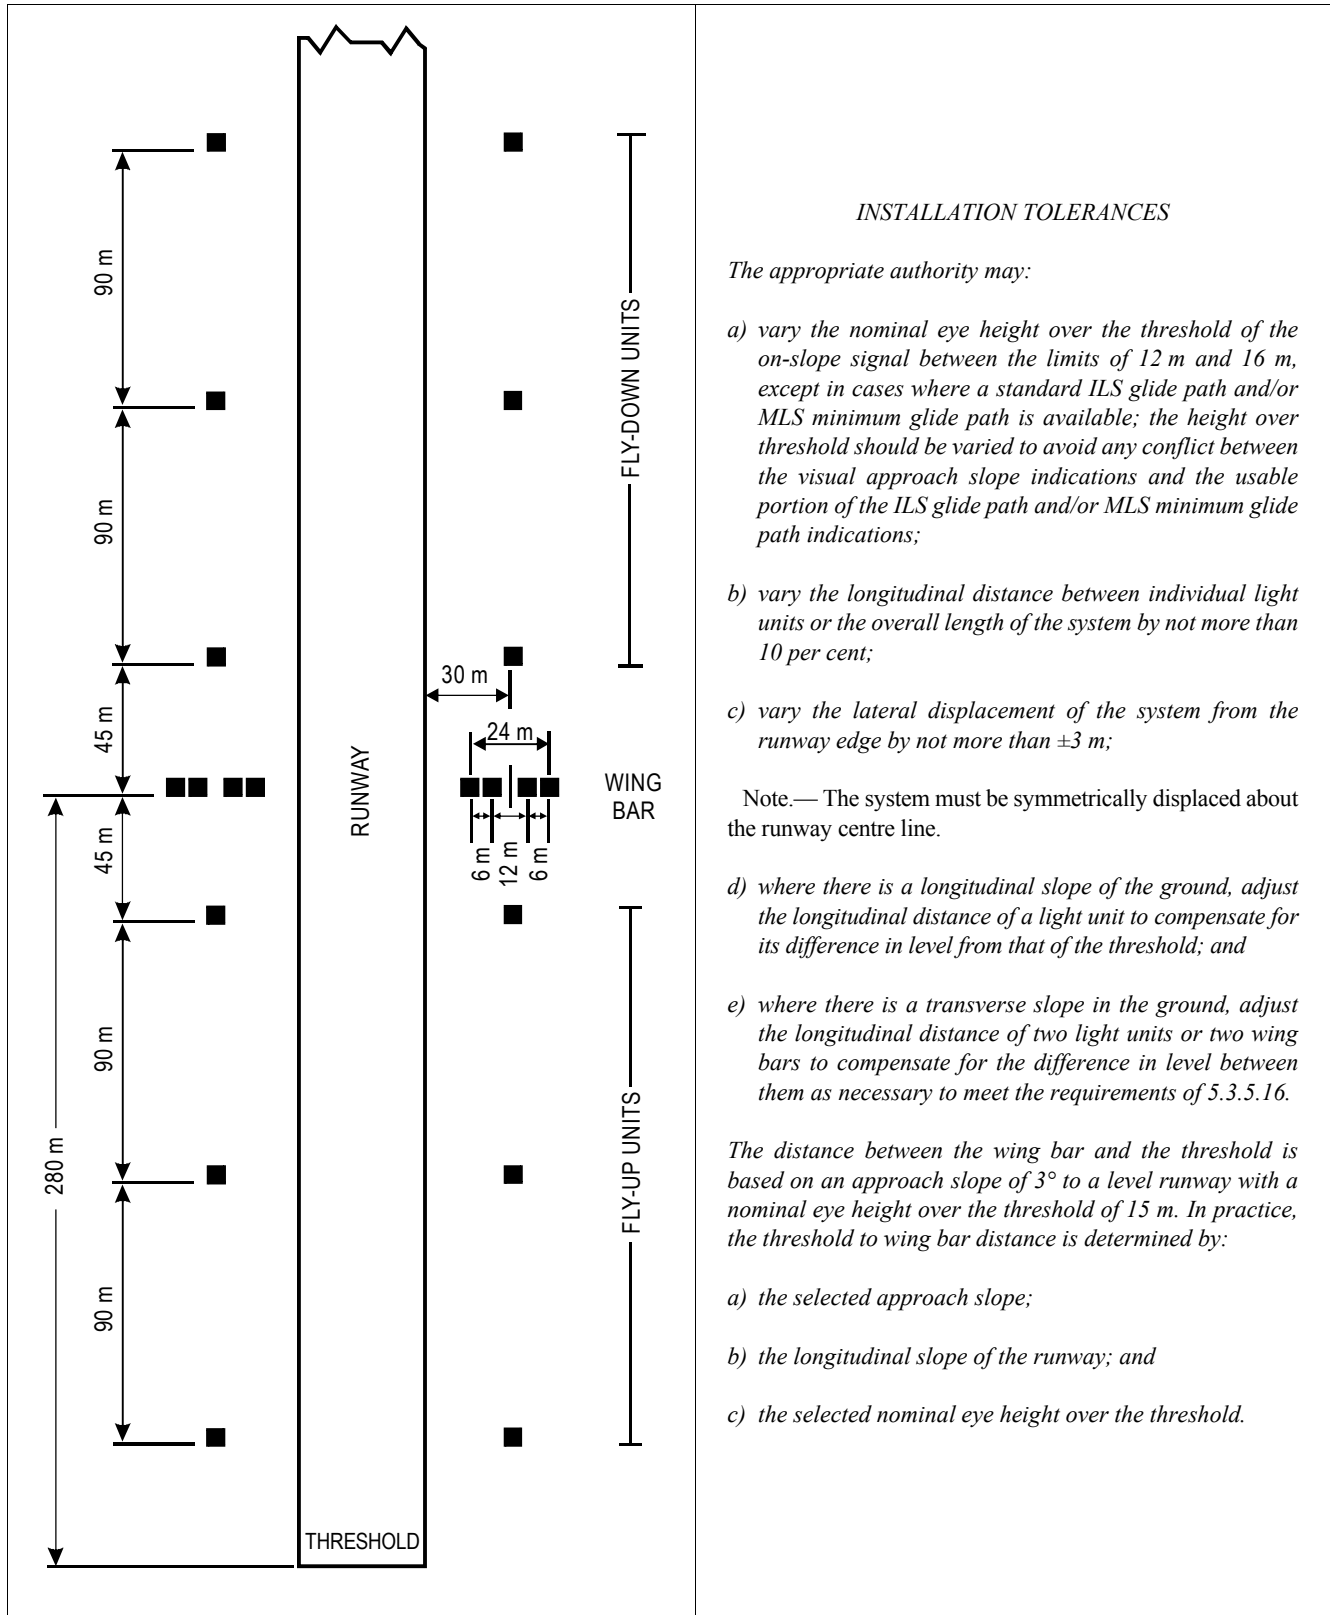 90 m
90 m
45 m
45 m
90 m
90 m
280 m
RUNWAY
THRESHOLD
30 m
24 m
6 m
12 m
6 m
FLY-DOWN UNITS
WING
BAR
FLY-UP UNITS
INSTALLATION TOLERANCES
The appropriate authority may:
a) vary the nominal eye height over the threshold of the
on-slope signal between the limits of 12 m and 16 m,
except in cases where a standard ILS glide path and/or
MLS minimum glide path is available; the height over
threshold should be varied to avoid any conflict between
the visual approach slope indications and the usable
portion of the ILS glide path and/or MLS minimum glide
path indications;
b) vary the longitudinal distance between individual light
units or the overall length of the system by not more than
10 per cent;
c) vary the lateral displacement of the system from the
runway edge by not more than ±3 m;
Note.— The system must be symmetrically displaced about
the runway centre line.
d) where there is a longitudinal slope of the ground, adjust
the longitudinal distance of a light unit to compensate for
its difference in level from that of the threshold; and
e) where there is a transverse slope in the ground, adjust
the longitudinal distance of two light units or two wing
bars to compensate for the difference in level between
them as necessary to meet the requirements of 5.3.5.16.
The distance between the wing bar and the threshold is
based on an approach slope of 3° to a level runway with a
nominal eye height over the threshold of 15 m. In practice,
the threshold to wing bar distance is determined by:
a) the selected approach slope;
b) the longitudinal slope of the runway; and
c) the selected nominal eye height over the threshold.